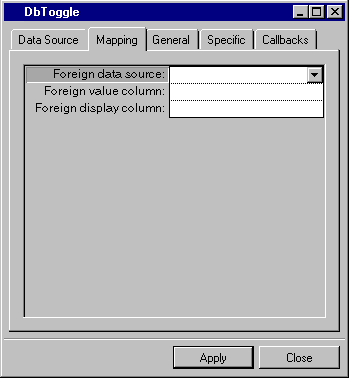 DbToggle
Data Source Mapping General Specific Callbacks
Foreign data source:
Foreign value column:
Foreign display column:
Apply Close